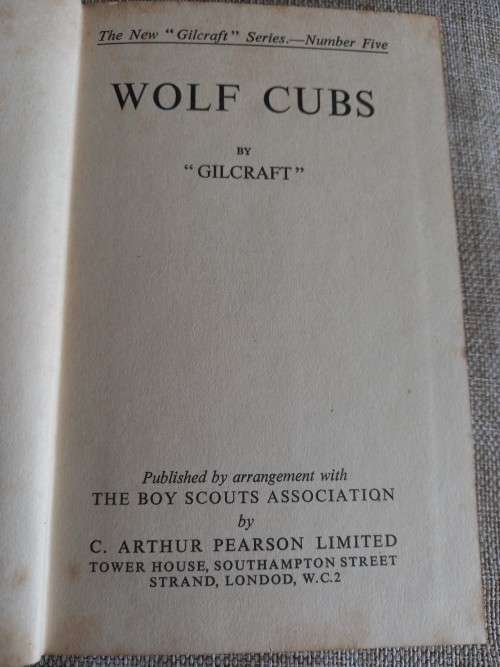 The New "Gilcraft" Series.—Number Five
WOLF CUBS
BY
"GILCRAFT"
Published by arrangement with
THE BOY SCOUTS ASSOCIATION
by
C. ARTHUR PEARSON LIMITED
TOWER HOUSE, SOUTHAMPTON STREET
STRAND, LONDOD, W.C.2